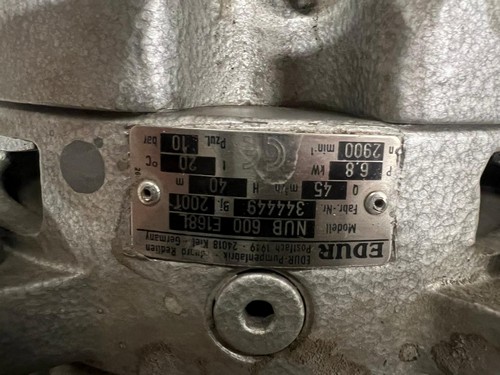 EDUR
EDUR-Pumpenfabrik - Eduard Redlien
Postfach 1949 - 24018 Kiel - Germany
Modell NUB 600 E168L
Fabr.-Nr. 344449 Bj. 2001
Q 45 m³/h H 40 m
P 6.8 kW t 20 °C
n 2900 min⁻¹ Pzul. 10 bar